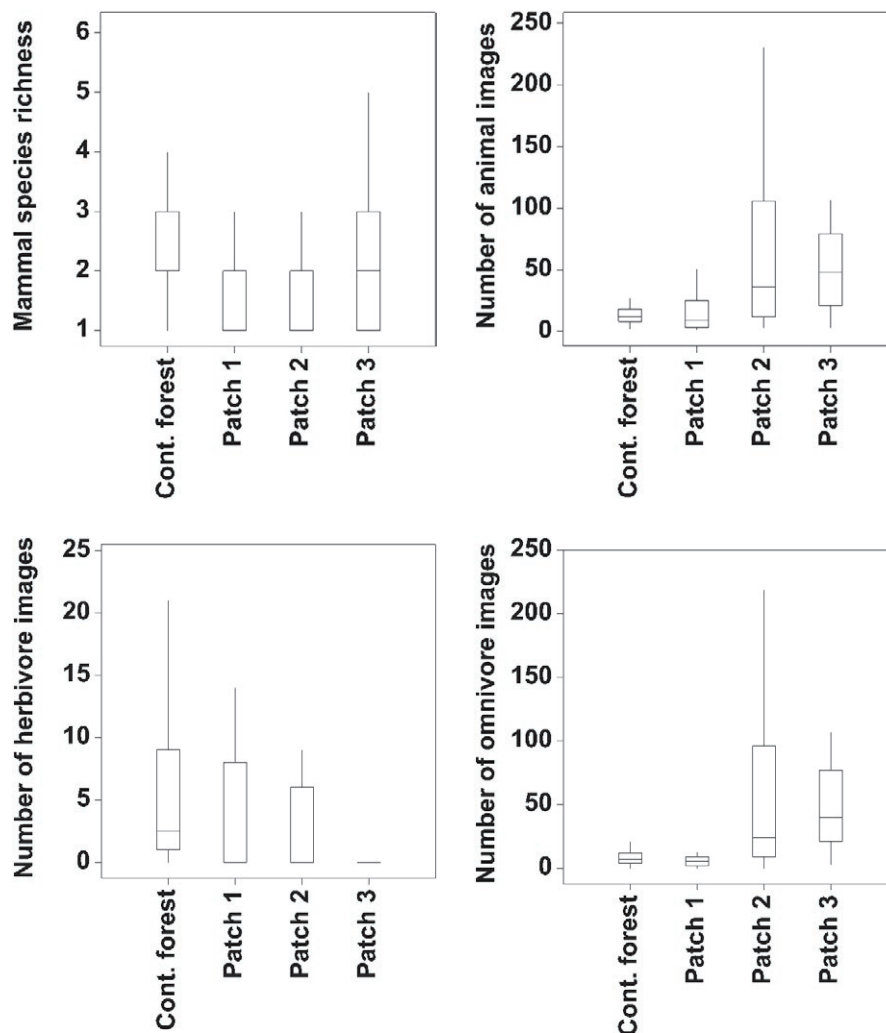 Mammal species richness
6
5
4
3
2
1
Cont. forest
Patch 1
Patch 2
Patch 3
Number of animal images
250
200
150
100
50
0
Cont. forest
Patch 1
Patch 2
Patch 3
Number of herbivore images
25
20
15
10
5
0
Cont. forest
Patch 1
Patch 2
Patch 3
Number of omnivore images
250
200
150
100
50
0
Cont. forest
Patch 1
Patch 2
Patch 3